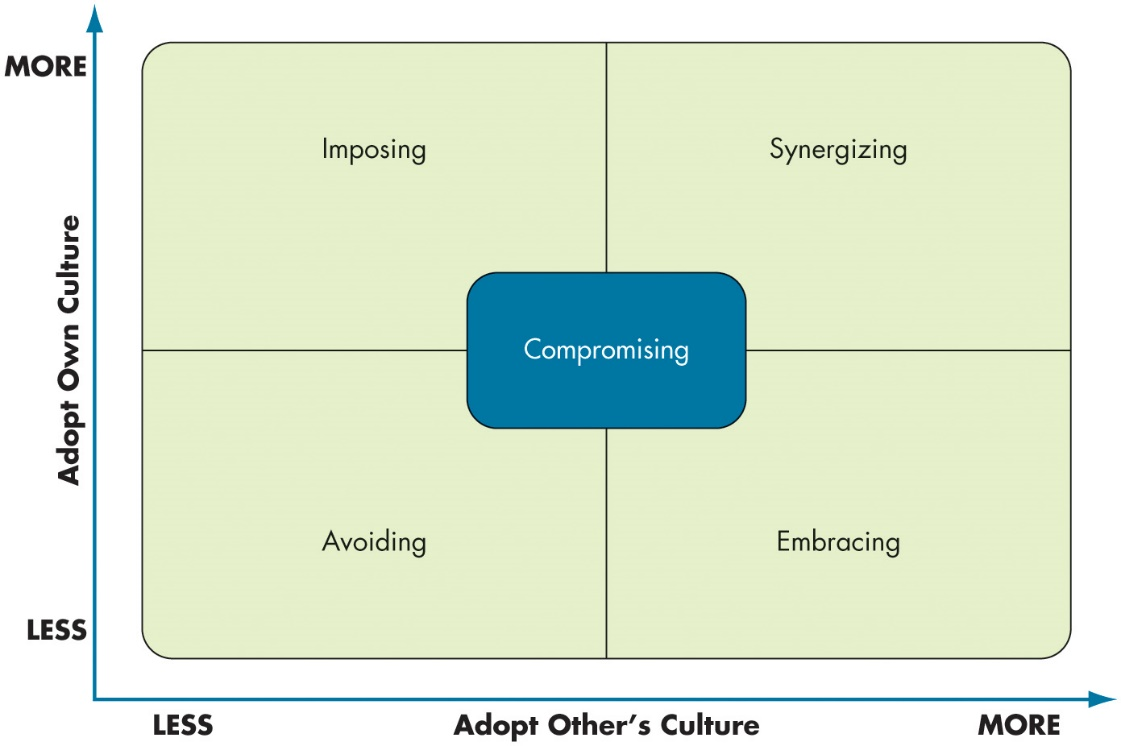 MORE
Imposing
Synergizing
Adopt Own Culture
Compromising
Avoiding
Embracing
LESS
LESS
Adopt Other's Culture
MORE